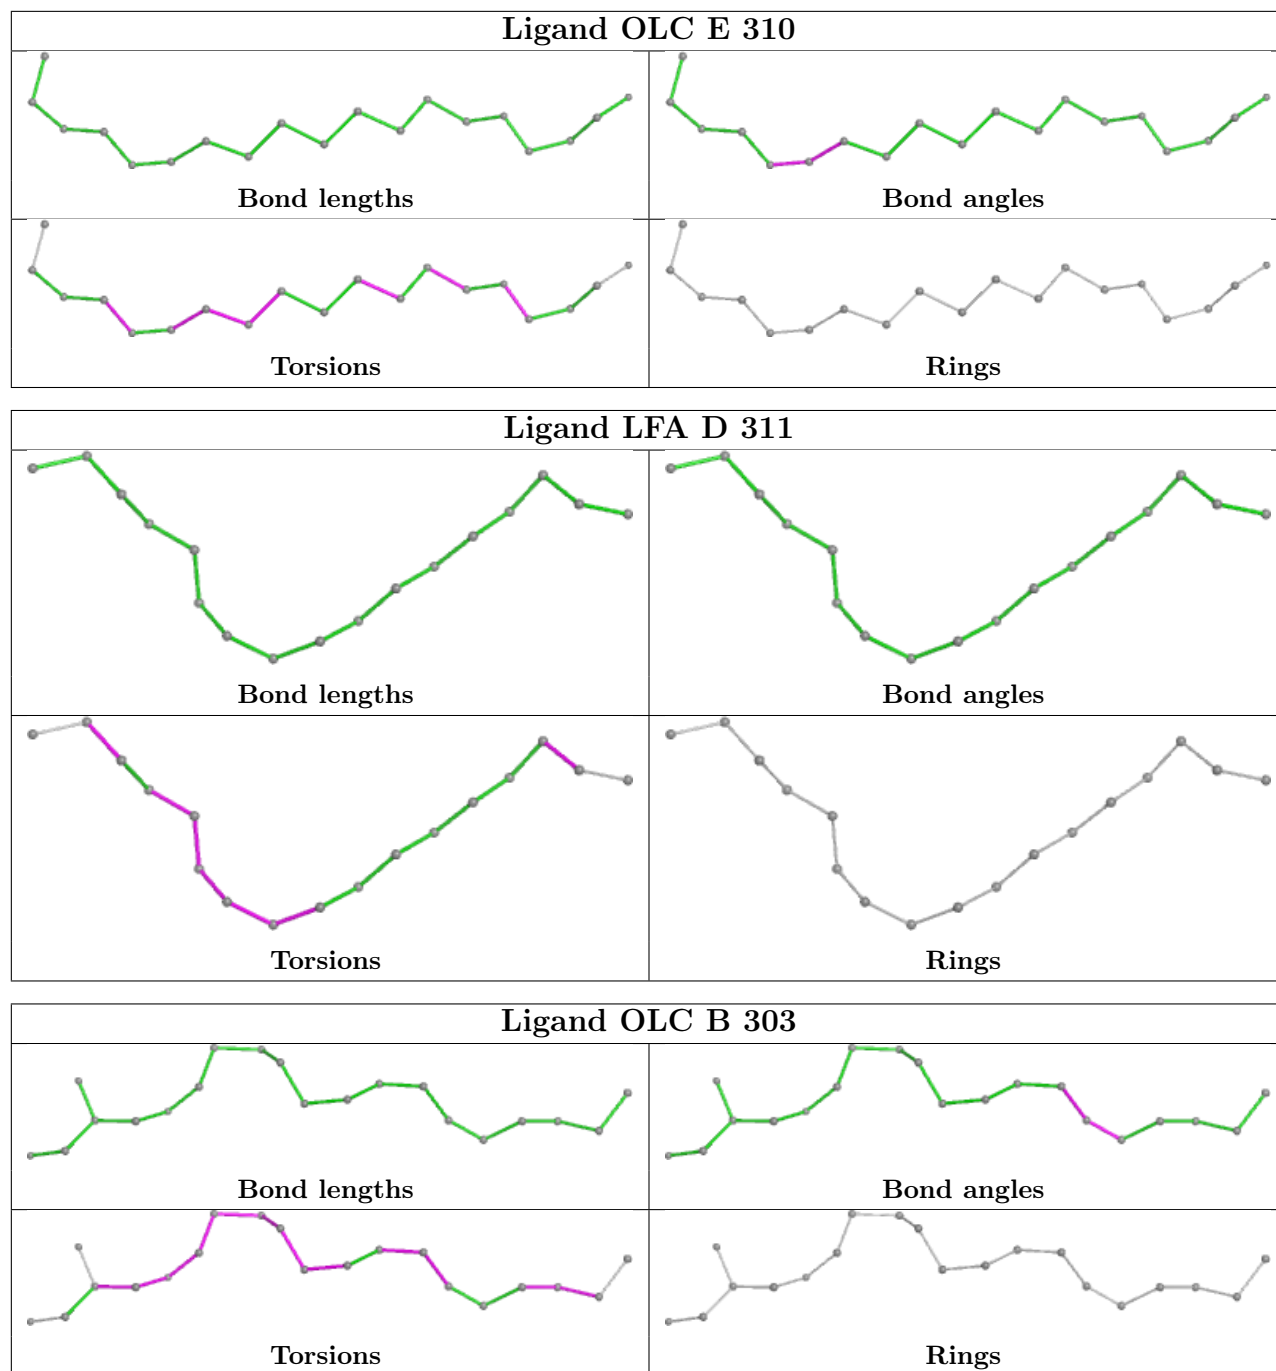 Ligand OLC E 310
Bond lengths
Bond angles
Torsions
Rings
Ligand LFA D 311
Bond lengths
Bond angles
Torsions
Rings
Ligand OLC B 303
Bond lengths
Bond angles
Torsions
Rings